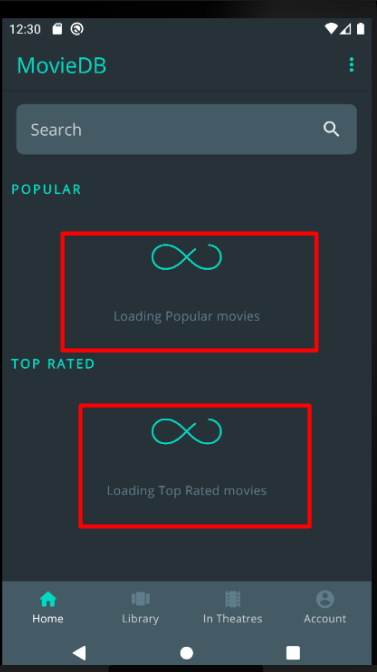 12:30
MovieDB
Search
POPULAR
Loading Popular movies
TOP RATED
Loading Top Rated movies
Home Library In Theatres Account